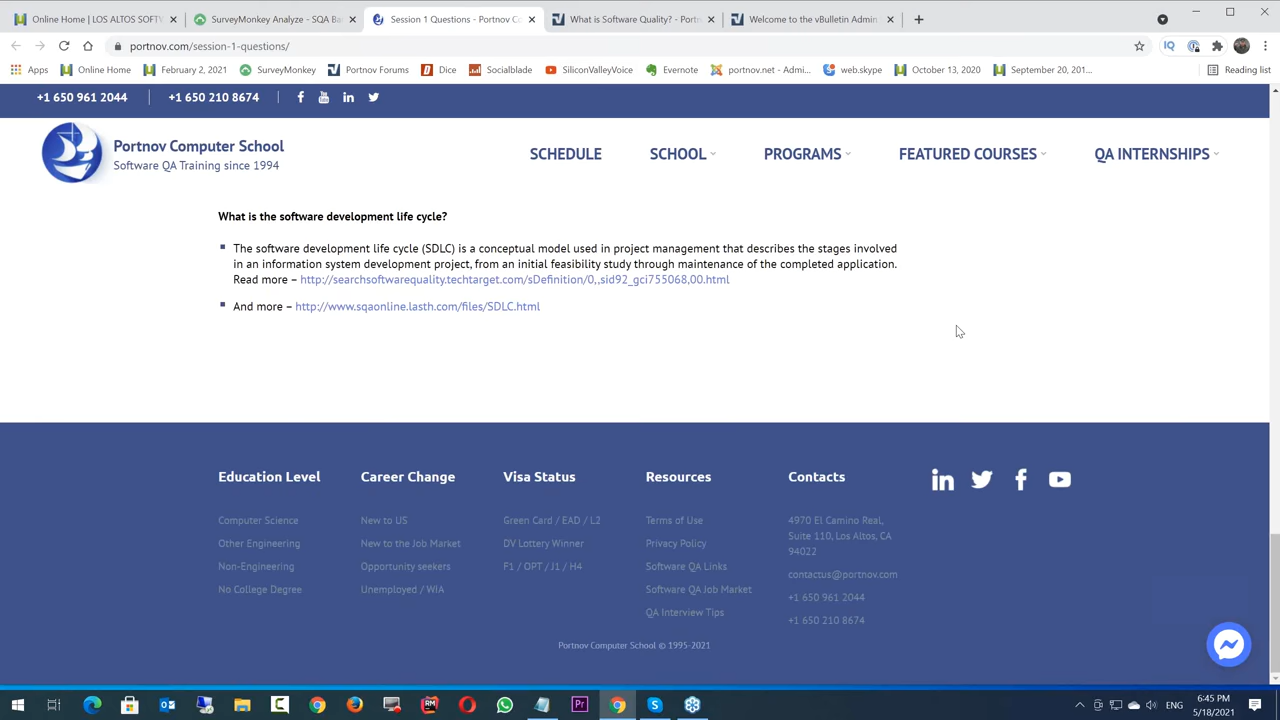 Online Home | LOS ALTOS SOFTW
SurveyMonkey Analyze - SQA Ba
Session 1 Questions - Portnov Co
What is Software Quality? - Portn
Welcome to the vBulletin Admin
portnov.com/session-1-questions/
Apps
Online Home
February 2, 2021
SurveyMonkey
Portnov Forums
Dice
Socialblade
SiliconValleyVoice
Evernote
portnov.net - Admi...
web.skype
October 13, 2020
September 20, 201...
Reading list
+1 650 961 2044
+1 650 210 8674
Portnov Computer School
Software QA Training since 1994
SCHEDULE
SCHOOL
PROGRAMS
FEATURED COURSES
QA INTERNSHIPS
What is the software development life cycle?
The software development life cycle (SDLC) is a conceptual model used in project management that describes the stages involved
in an information system development project, from an initial feasibility study through maintenance of the completed application.
Read more – http://searchsoftwarequality.techtarget.com/sDefinition/0,,sid92_gci755068,00.html
And more – http://www.sqaonline.lasth.com/files/SDLC.html
Education Level
Computer Science
Other Engineering
Non-Engineering
No College Degree
Career Change
New to US
New to the Job Market
Opportunity seekers
Unemployed / WIA
Visa Status
Green Card / EAD / L2
DV Lottery Winner
F1 / OPT / J1 / H4
Resources
Terms of Use
Privacy Policy
Software QA Links
Software QA Job Market
QA Interview Tips
Contacts
4970 El Camino Real,
Suite 110, Los Altos, CA
94022
contactus@portnov.com
+1 650 961 2044
+1 650 210 8674
Portnov Computer School © 1995-2021
ENG
6:45 PM
5/18/2021